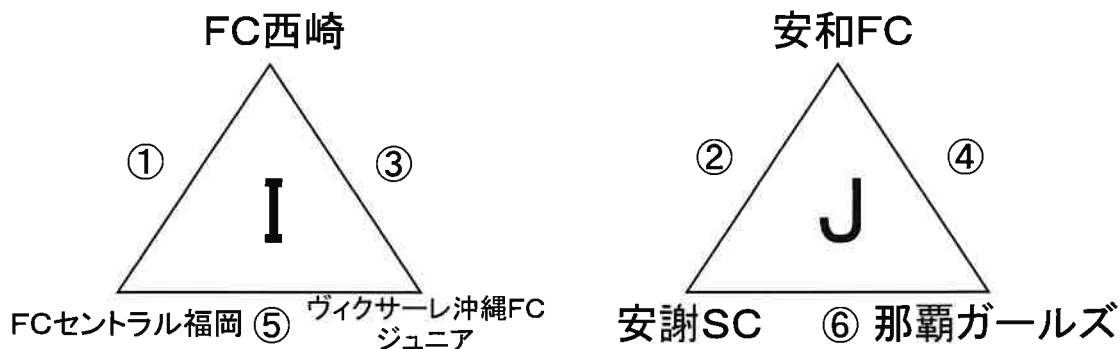 FC西崎
安和FC
①
③
②
④
I
J
FCセントラル福岡
⑤
ヴィクサーレ沖縄FC
ジュニア
安謝SC
⑥
那覇ガールズ